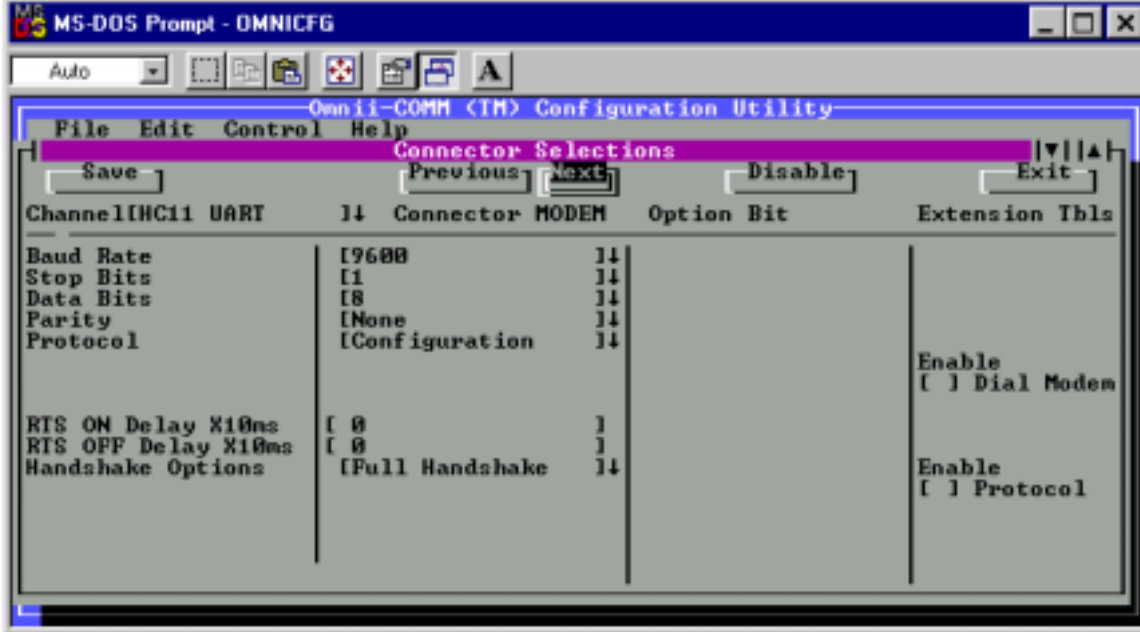 MS-DOS Prompt - OMNICFG
Auto A
Omnii-COMM (TM) Configuration Utility
File Edit Control Help
Connector Selections
Save Previous Next Disable Exit
Channel[HC11 UART ]↓ Connector MODEM Option Bit Extension Tbls
Baud Rate [9600 ]↓
Stop Bits [1 ]↓
Data Bits [8 ]↓
Parity [None ]↓
Protocol [Configuration ]↓
Enable
[ ] Dial Modem
RTS ON Delay X10ms [ 0 ]
RTS OFF Delay X10ms [ 0 ]
Handshake Options [Full Handshake ]↓ Enable
[ ] Protocol